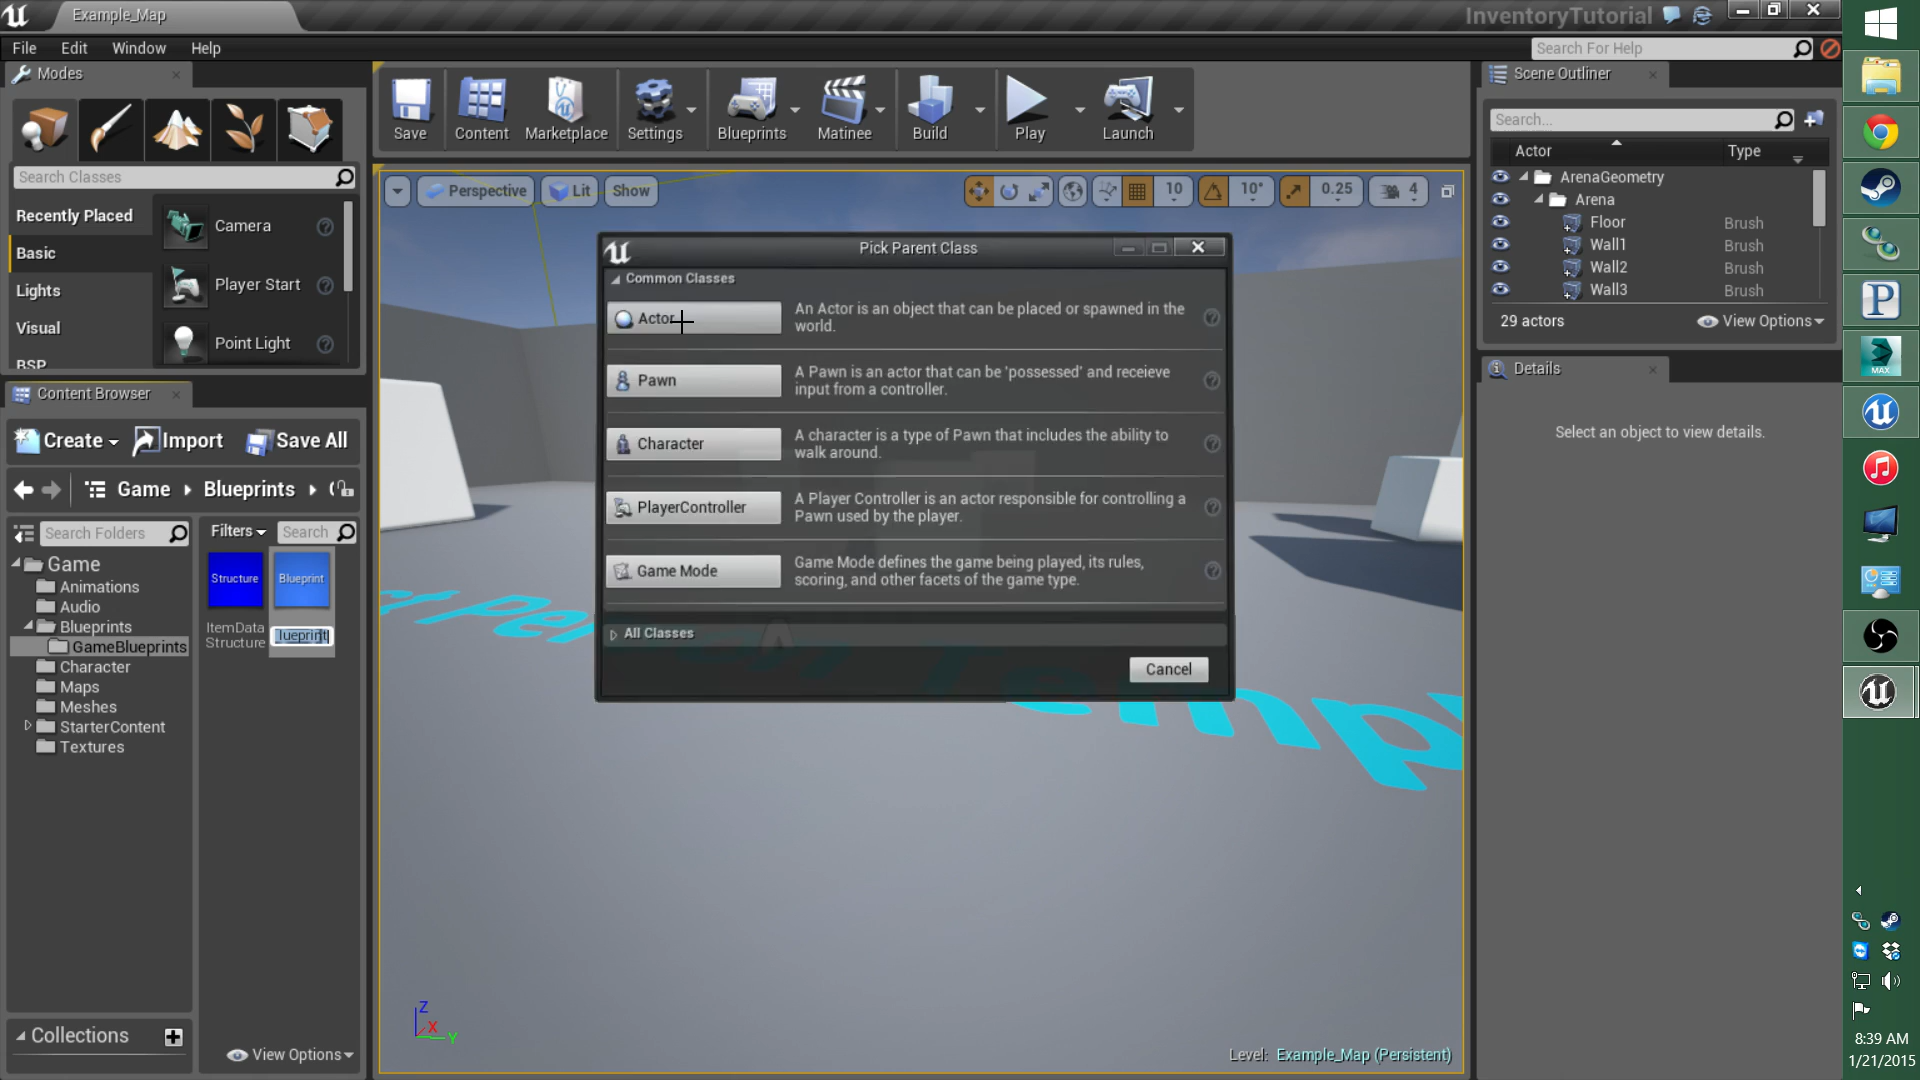 Example_Map
InventoryTutorial
File Edit Window Help
Search For Help
Modes
Save
Content
Marketplace
Settings
Blueprints
Matinee
Build
Play
Launch
Search Classes
Recently Placed
Basic
Lights
Visual
BSP
Camera
Player Start
Point Light
Perspective
Lit
Show
10
10°
0.25
4
Scene Outliner
Search...
Actor Type
ArenaGeometry
Arena
Floor Brush
Wall1 Brush
Wall2 Brush
Wall3 Brush
29 actors
View Options
Details
Select an object to view details.
Pick Parent Class
Common Classes
Actor
An Actor is an object that can be placed or spawned in the
world.
Pawn
A Pawn is an actor that can be 'possessed' and receieve
input from a controller.
Character
A character is a type of Pawn that includes the ability to
walk around.
PlayerController
A Player Controller is an actor responsible for controlling a
Pawn used by the player.
Game Mode
Game Mode defines the game being played, its rules,
scoring, and other facets of the game type.
All Classes
Cancel
Content Browser
Create
Import
Save All
Game
Blueprints
Search Folders
Filters
Search
Game
Animations
Audio
Blueprints
GameBlueprints
Character
Maps
Meshes
StarterContent
Textures
Structure
Blueprint
ItemData
Structure
lueprint
Collections
View Options
Z
X
Y
Level: Example_Map (Persistent)
MAX
8:39 AM
1/21/2015